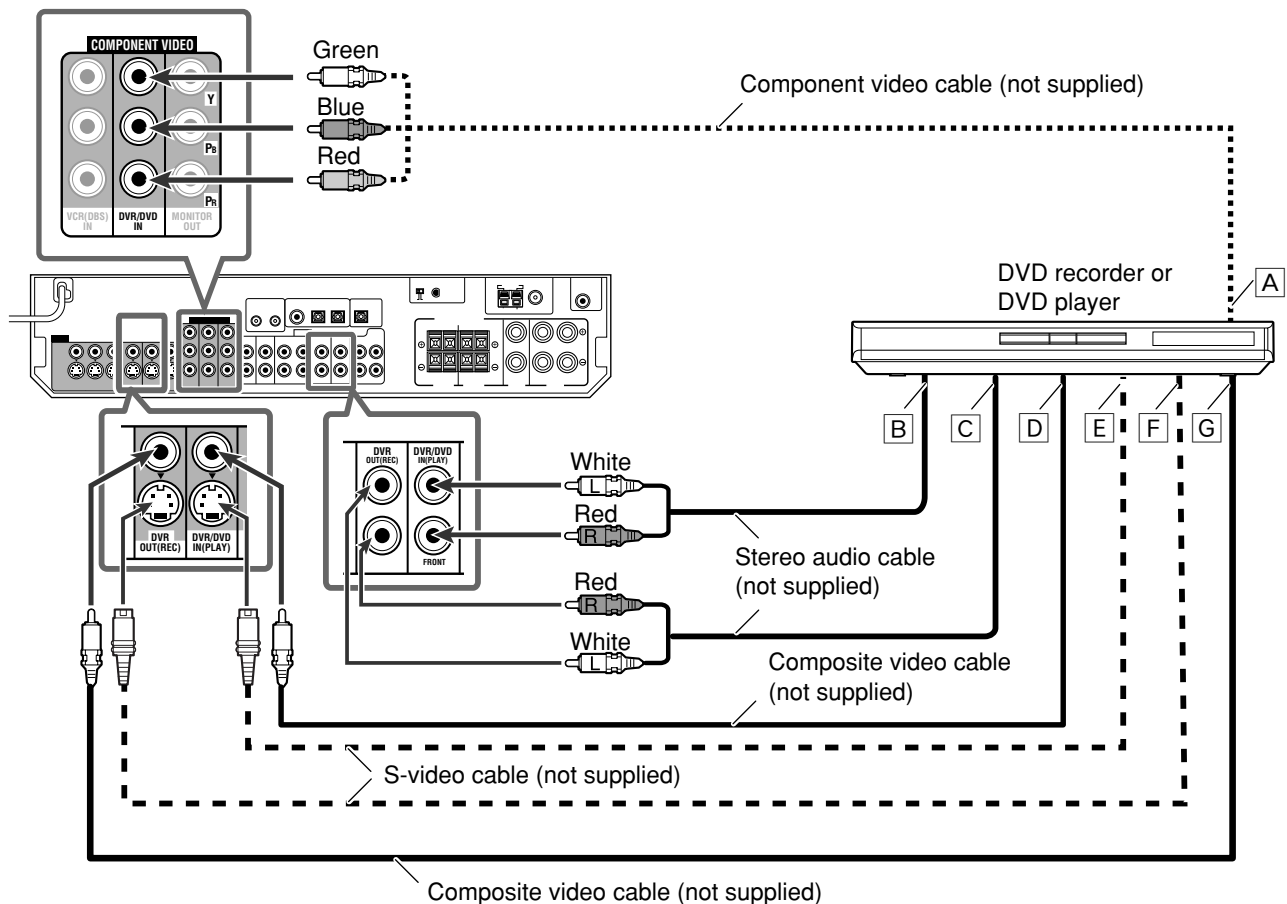 COMPONENT VIDEO
Y
PB
PR
VCR(DBS)
IN
DVR/DVD
IN
MONITOR
OUT
Green
Blue
Red
Component video cable (not supplied)
DVD recorder or
DVD player
A
B
C
D
E
F
G
DVR
OUT(REC)
DVR/DVD
IN(PLAY)
DVR
OUT(REC)
DVR/DVD
IN(PLAY)
FRONT
White
L
Red
R
Stereo audio cable
(not supplied)
Red
R
White
L
Composite video cable
(not supplied)
S-video cable (not supplied)
Composite video cable (not supplied)